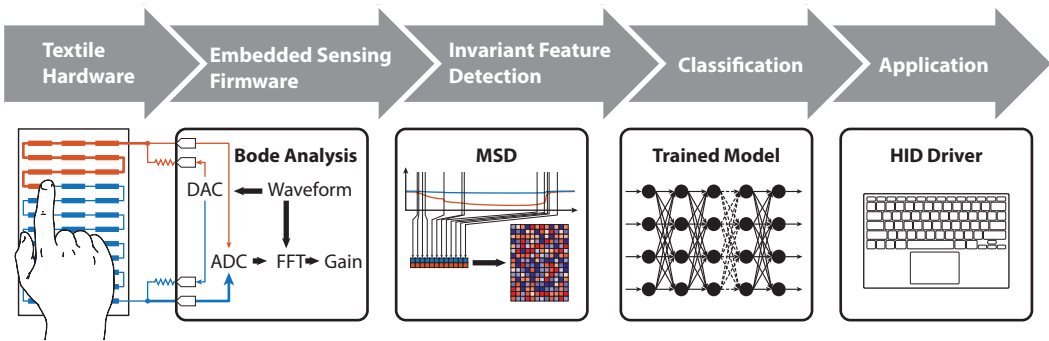 Textile
Hardware
Embedded Sensing
Firmware
Invariant Feature
Detection
Classification
Application
Bode Analysis
DAC
Waveform
ADC
FFT
Gain
MSD
Trained Model
HID Driver